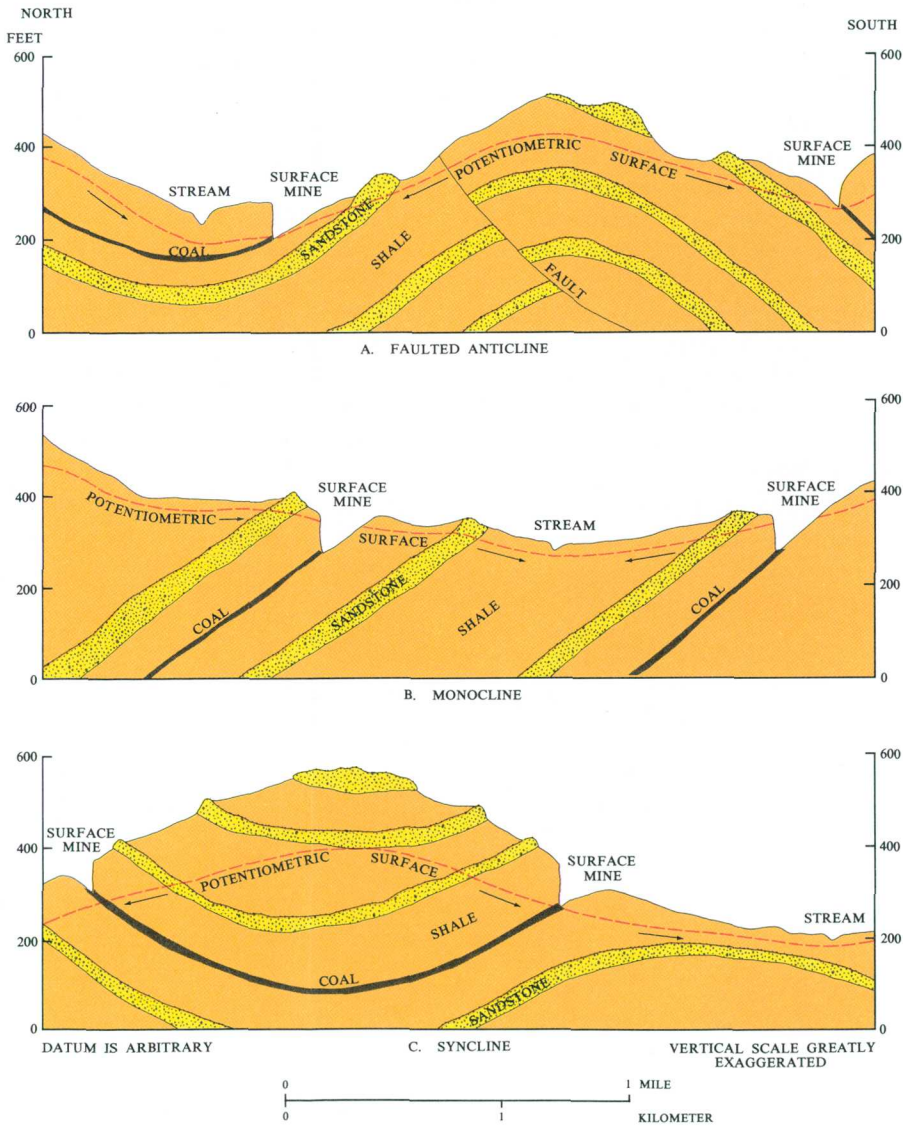 NORTH
FEET
SOUTH
600
600
400
400
200
200
0
0
STREAM
SURFACE
MINE
COAL
SANDSTONE
SHALE
POTENTIOMETRIC
SURFACE
FAULT
SURFACE
MINE
A. FAULTED ANTICLINE
600
600
400
400
200
200
0
0
POTENTIOMETRIC
SURFACE
MINE
SURFACE
STREAM
SURFACE
MINE
COAL
SANDSTONE
SHALE
COAL
B. MONOCLINE
600
600
400
400
200
200
0
0
SURFACE
MINE
POTENTIOMETRIC
SURFACE
SURFACE
MINE
SHALE
STREAM
COAL
SANDSTONE
DATUM IS ARBITRARY
C. SYNCLINE
VERTICAL SCALE GREATLY
EXAGGERATED
0 1 MILE
0 1 KILOMETER